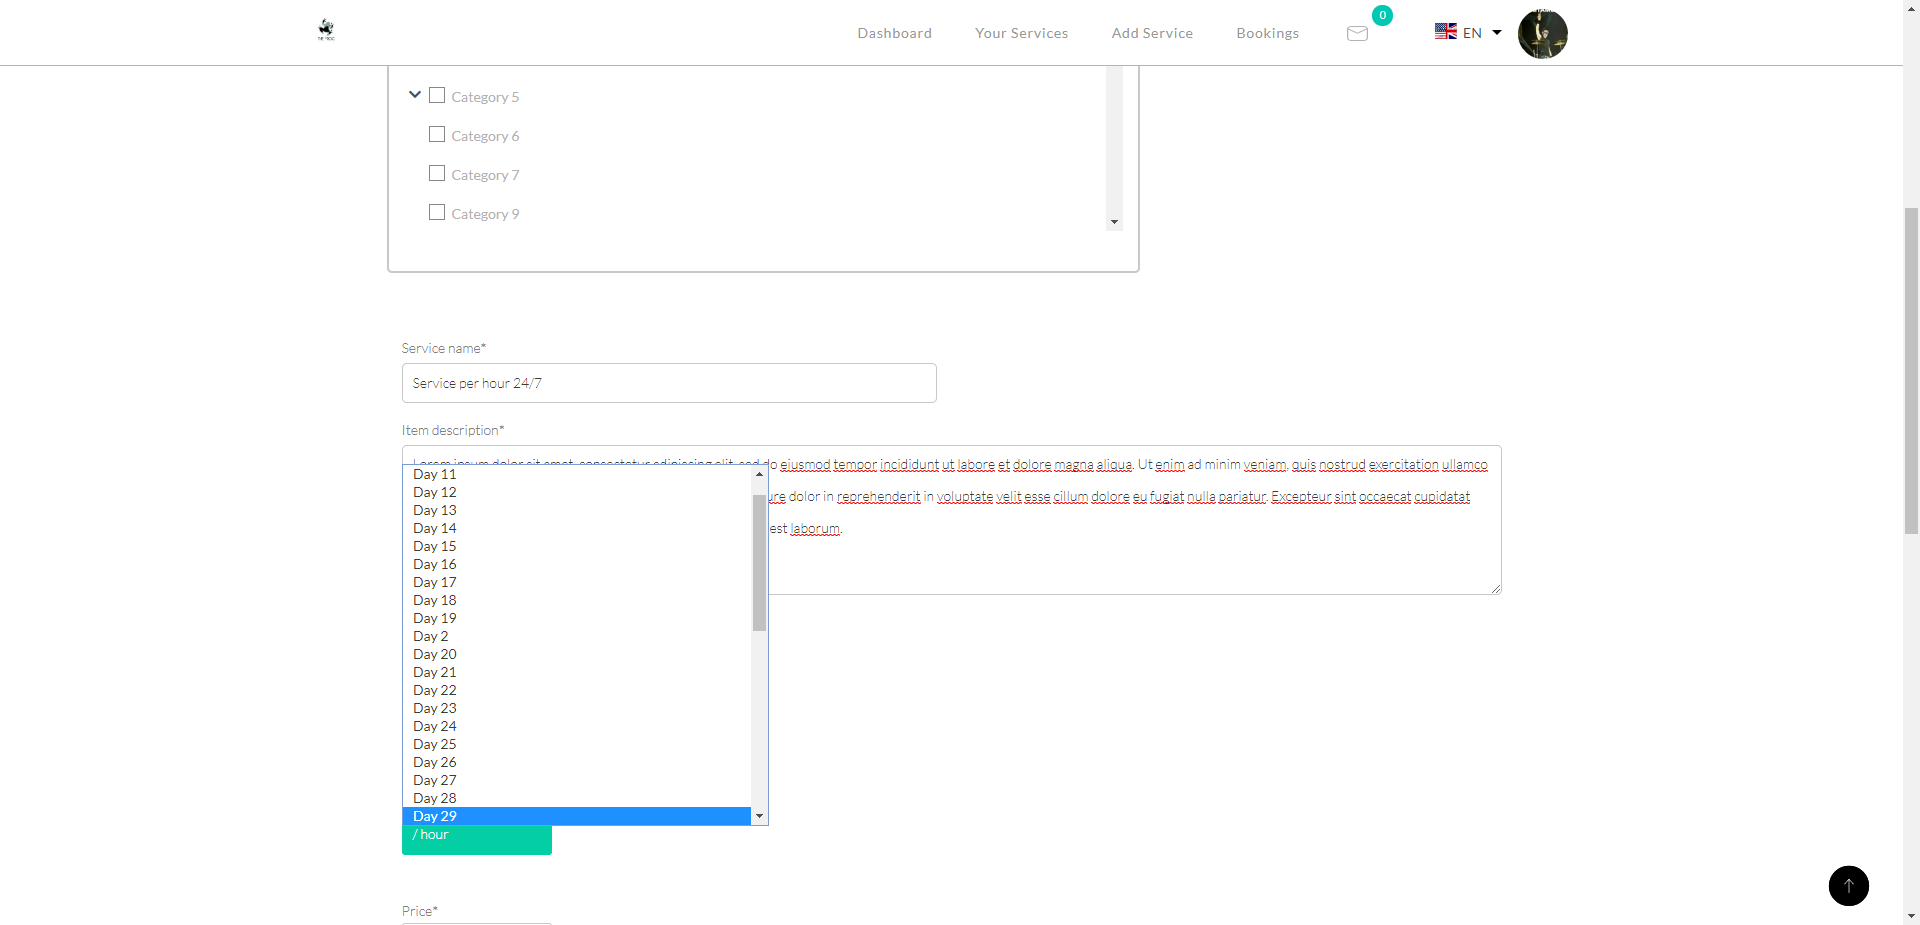 Dashboard
Your Services
Add Service
Bookings
0
EN
Category 5
Category 6
Category 7
Category 9
Service name*
Service per hour 24/7
Item description*
do eiusmod tempor incididunt ut labore et dolore magna aliqua. Ut enim ad minim veniam, quis nostrud exercitation ullamco
dolor in reprehenderit in voluptate velit esse cillum dolore eu fugiat nulla pariatur. Excepteur sint occaecat cupidatat
est laborum.
Day 11
Day 12
Day 13
Day 14
Day 15
Day 16
Day 17
Day 18
Day 19
Day 2
Day 20
Day 21
Day 22
Day 23
Day 24
Day 25
Day 26
Day 27
Day 28
Day 29
/ hour
Price*